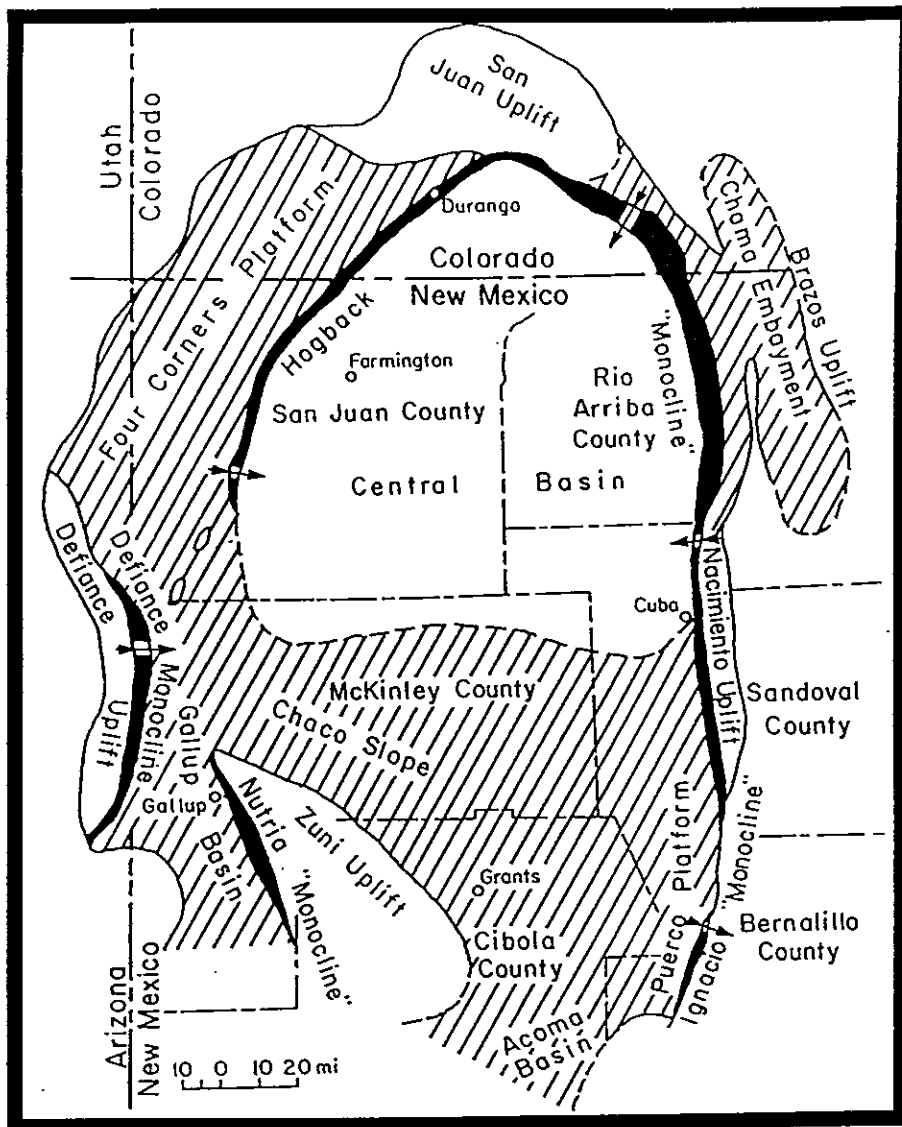 San
Juan Uplift
Utah
Colorado
Durango
Four Corners Platform
Chama
Embayment
Brazos Uplift
Colorado
New Mexico
Hogback
"Monocline"
Farmington
San Juan County
Rio
Arriba
County
Central Basin
Defiance
Uplift
Defiance
Monocline
Cuba
Nacimiento Uplift
McKinley County
Sandoval
County
Chaco Slope
Gallup
Basin
Gallup
Nutria
"Monocline"
Zuni Uplift
Grants
Cibola
County
Puerco Platform
Ignacio "Monocline"
Bernalillo
County
Acoma
Basin
Arizona
New Mexico
10 0 10 20 mi